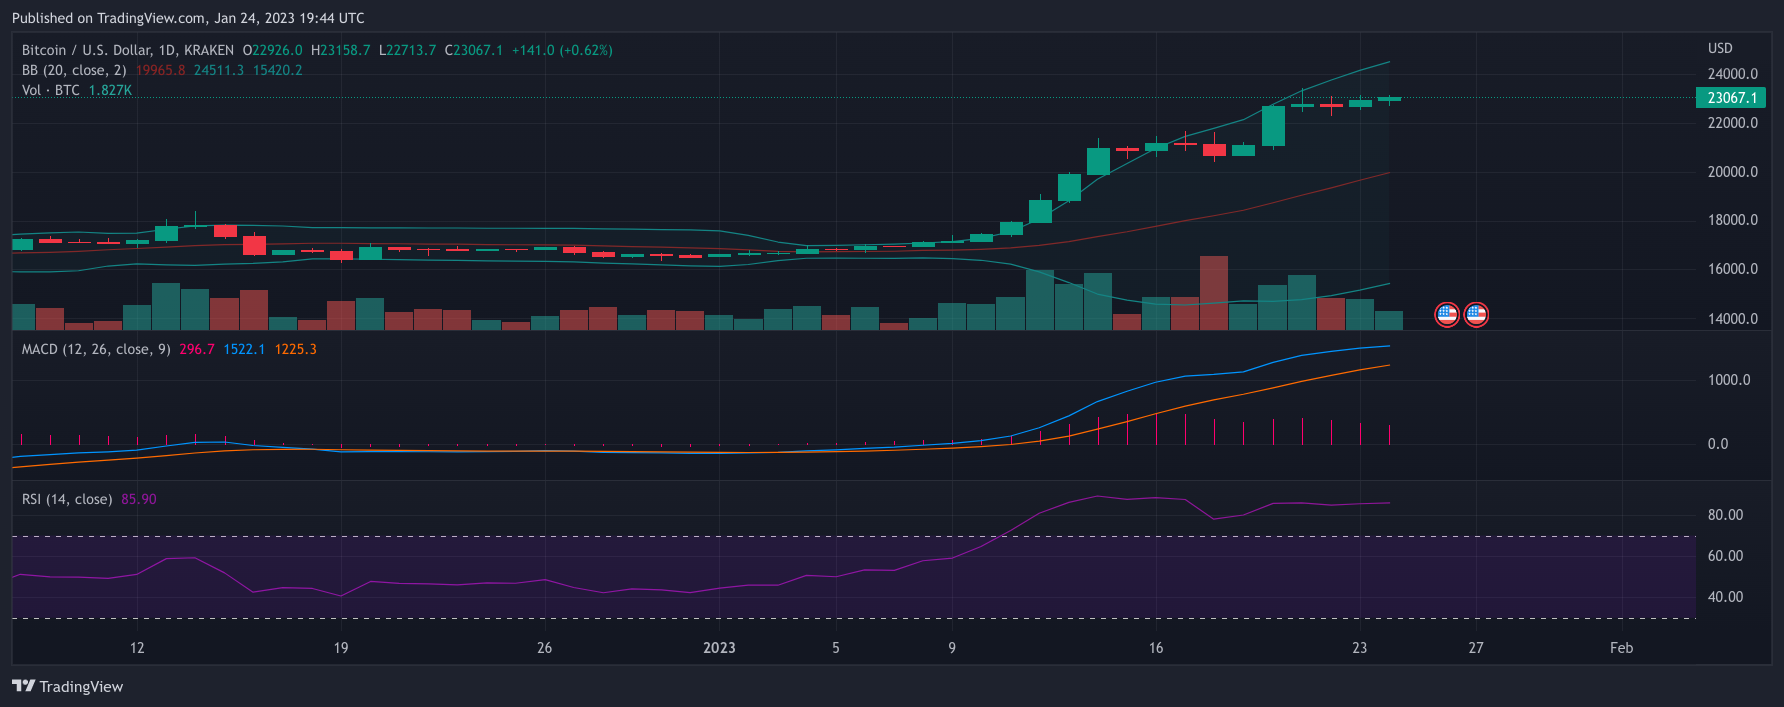 Published on TradingView.com, Jan 24, 2023 19:44 UTC
Bitcoin / U.S. Dollar, 1D, KRAKEN O22926.0 H23158.7 L22713.7 C23067.1 +141.0 (+0.62%)
BB (20, close, 2) 19965.8 24511.3 15420.2
Vol · BTC 1.827K
USD
24000.0
23067.1
22000.0
20000.0
18000.0
16000.0
14000.0
MACD (12, 26, close, 9) 296.7 1522.1 1225.3
1000.0
0.0
RSI (14, close) 85.90
80.00
60.00
40.00
12 19 26 2023 5 9 16 23 27 Feb
TradingView